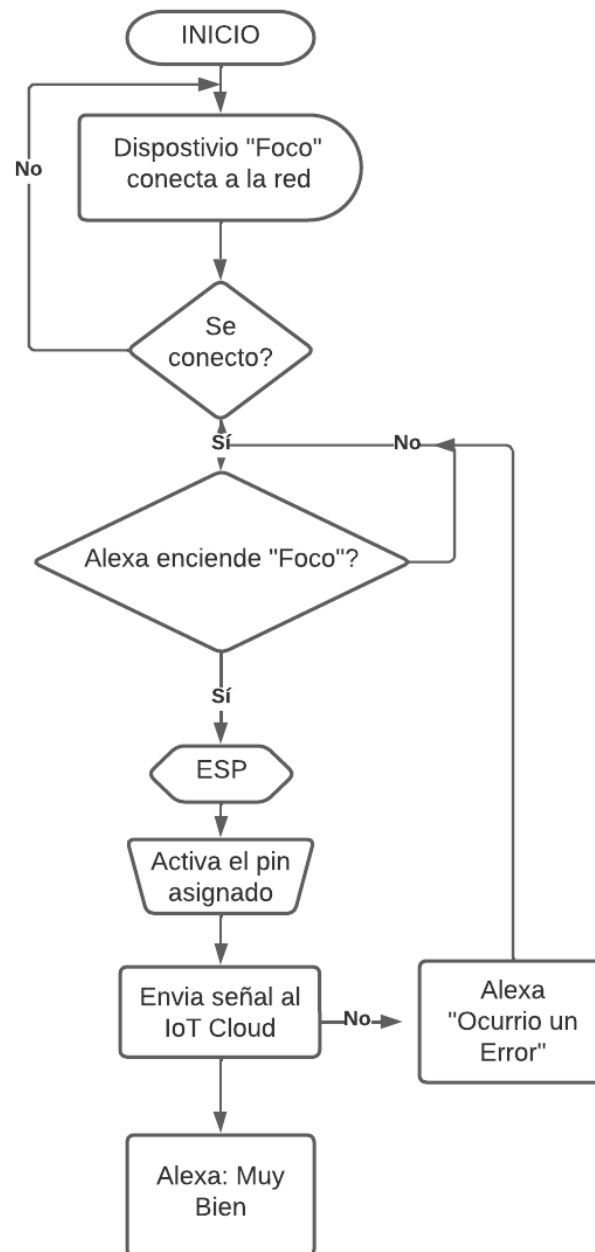 INICIO
Dispostivio "Foco"
conecta a la red
No
Se
conecto?
Sí
No
Alexa enciende "Foco"?
Sí
ESP
Activa el pin
asignado
Envia señal al
IoT Cloud
No
Alexa
"Ocurrio un
Error"
Alexa: Muy
Bien